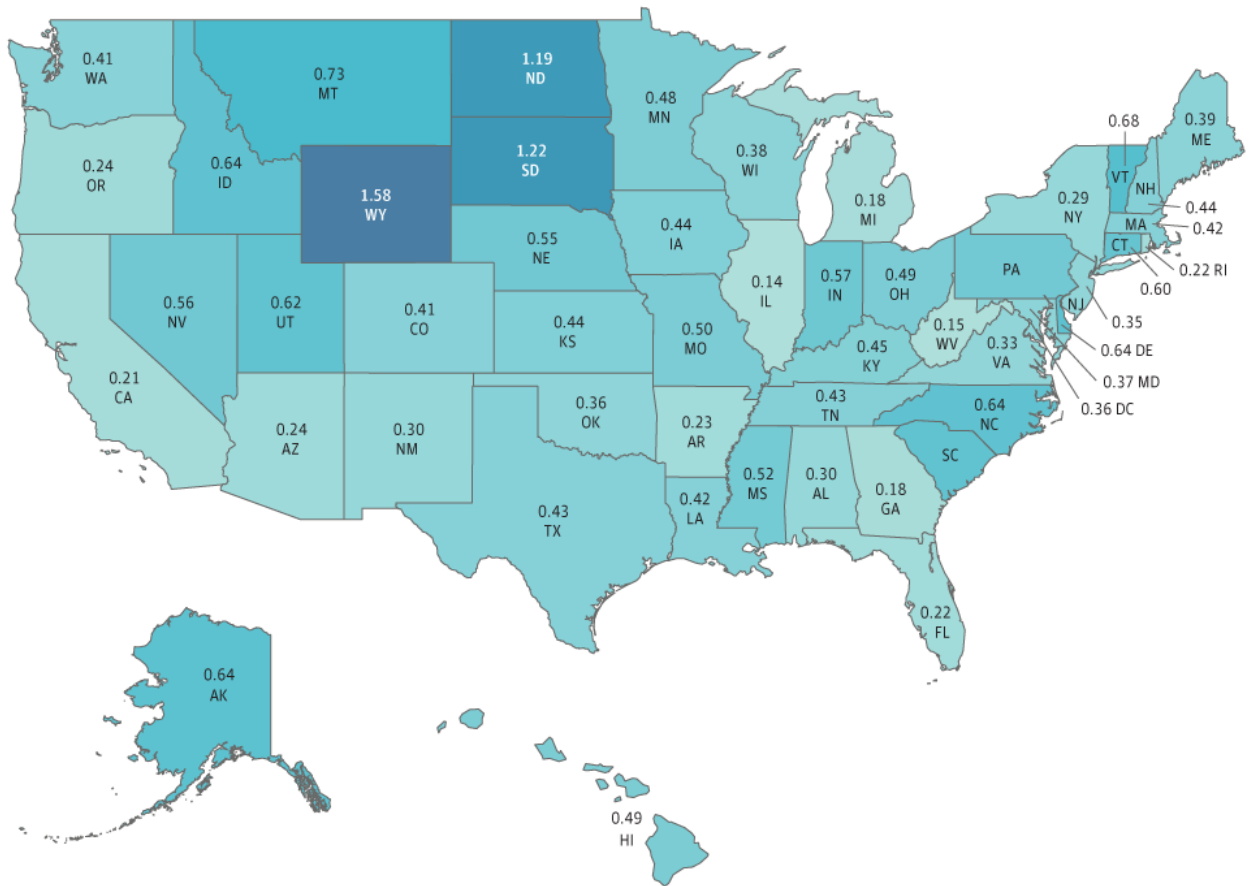 0.41
WA
0.73
MT
1.19
ND
0.48
MN
0.39
ME
0.68
0.24
OR
0.64
ID
1.22
SD
0.38
WI
VT
NH
0.44
1.58
WY
0.18
MI
0.29
NY
MA
0.42
0.44
IA
CT
0.22 RI
0.55
NE
0.60
0.56
NV
0.62
UT
0.41
CO
0.14
IL
0.57
IN
0.49
OH
PA
NJ
0.35
0.44
KS
0.50
MO
0.15
WV
0.33
VA
0.64 DE
0.45
KY
0.37 MD
0.36 DC
0.21
CA
0.24
AZ
0.30
NM
0.36
OK
0.23
AR
0.43
TN
0.64
NC
SC
0.43
TX
0.42
LA
0.52
MS
0.30
AL
0.18
GA
0.22
FL
0.64
AK
0.49
HI